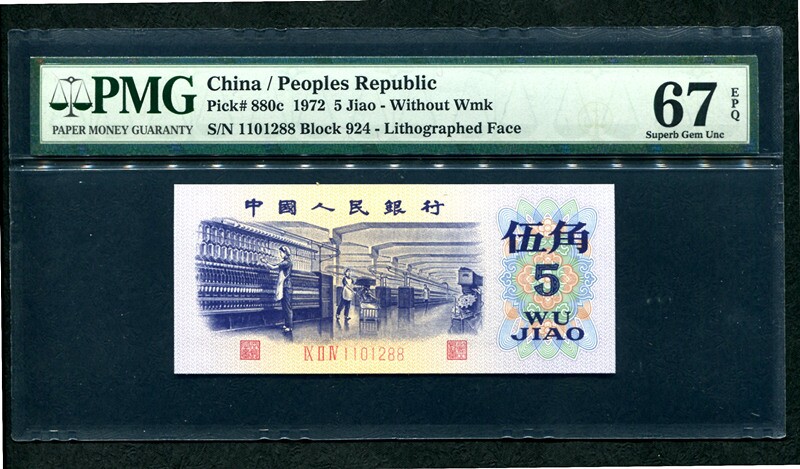 PMG
PAPER MONEY GUARANTY
China / Peoples Republic
Pick# 880c 1972 5 Jiao - Without Wmk
S/N 1101288 Block 924 - Lithographed Face
67
EPQ
Superb Gem Unc
中國人民銀行
伍角
5
WU
JIAO
IX II IV 1101288